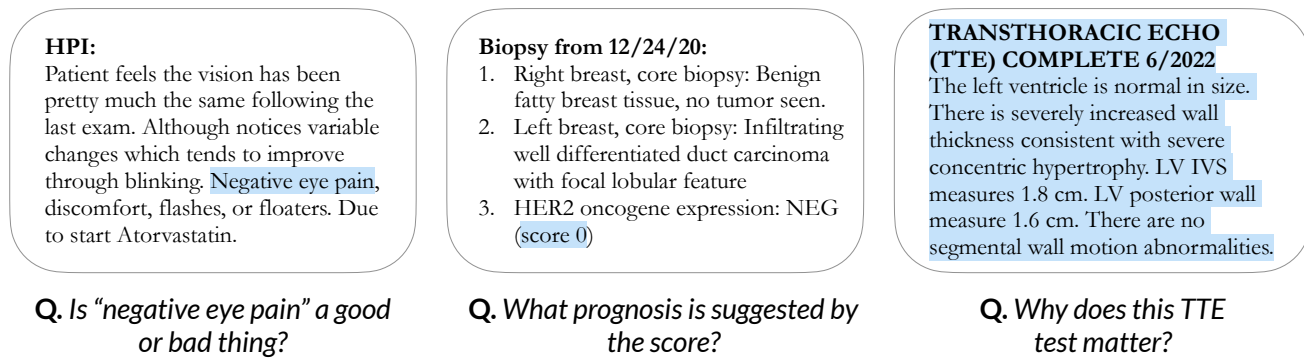 HPI:
Patient feels the vision has been
pretty much the same following the
last exam. Although notices variable
changes which tends to improve
through blinking. Negative eye pain,
discomfort, flashes, or floaters. Due
to start Atorvastatin.
Q. Is “negative eye pain” a good
or bad thing?
Biopsy from 12/24/20:
1. Right breast, core biopsy: Benign
fatty breast tissue, no tumor seen.
2. Left breast, core biopsy: Infiltrating
well differentiated duct carcinoma
with focal lobular feature
3. HER2 oncogene expression: NEG
(score 0)
Q. What prognosis is suggested by
the score?
TRANSTHORACIC ECHO
(TTE) COMPLETE 6/2022
The left ventricle is normal in size.
There is severely increased wall
thickness consistent with severe
concentric hypertrophy. LV IVS
measures 1.8 cm. LV posterior wall
measure 1.6 cm. There are no
segmental wall motion abnormalities.
Q. Why does this TTE
test matter?